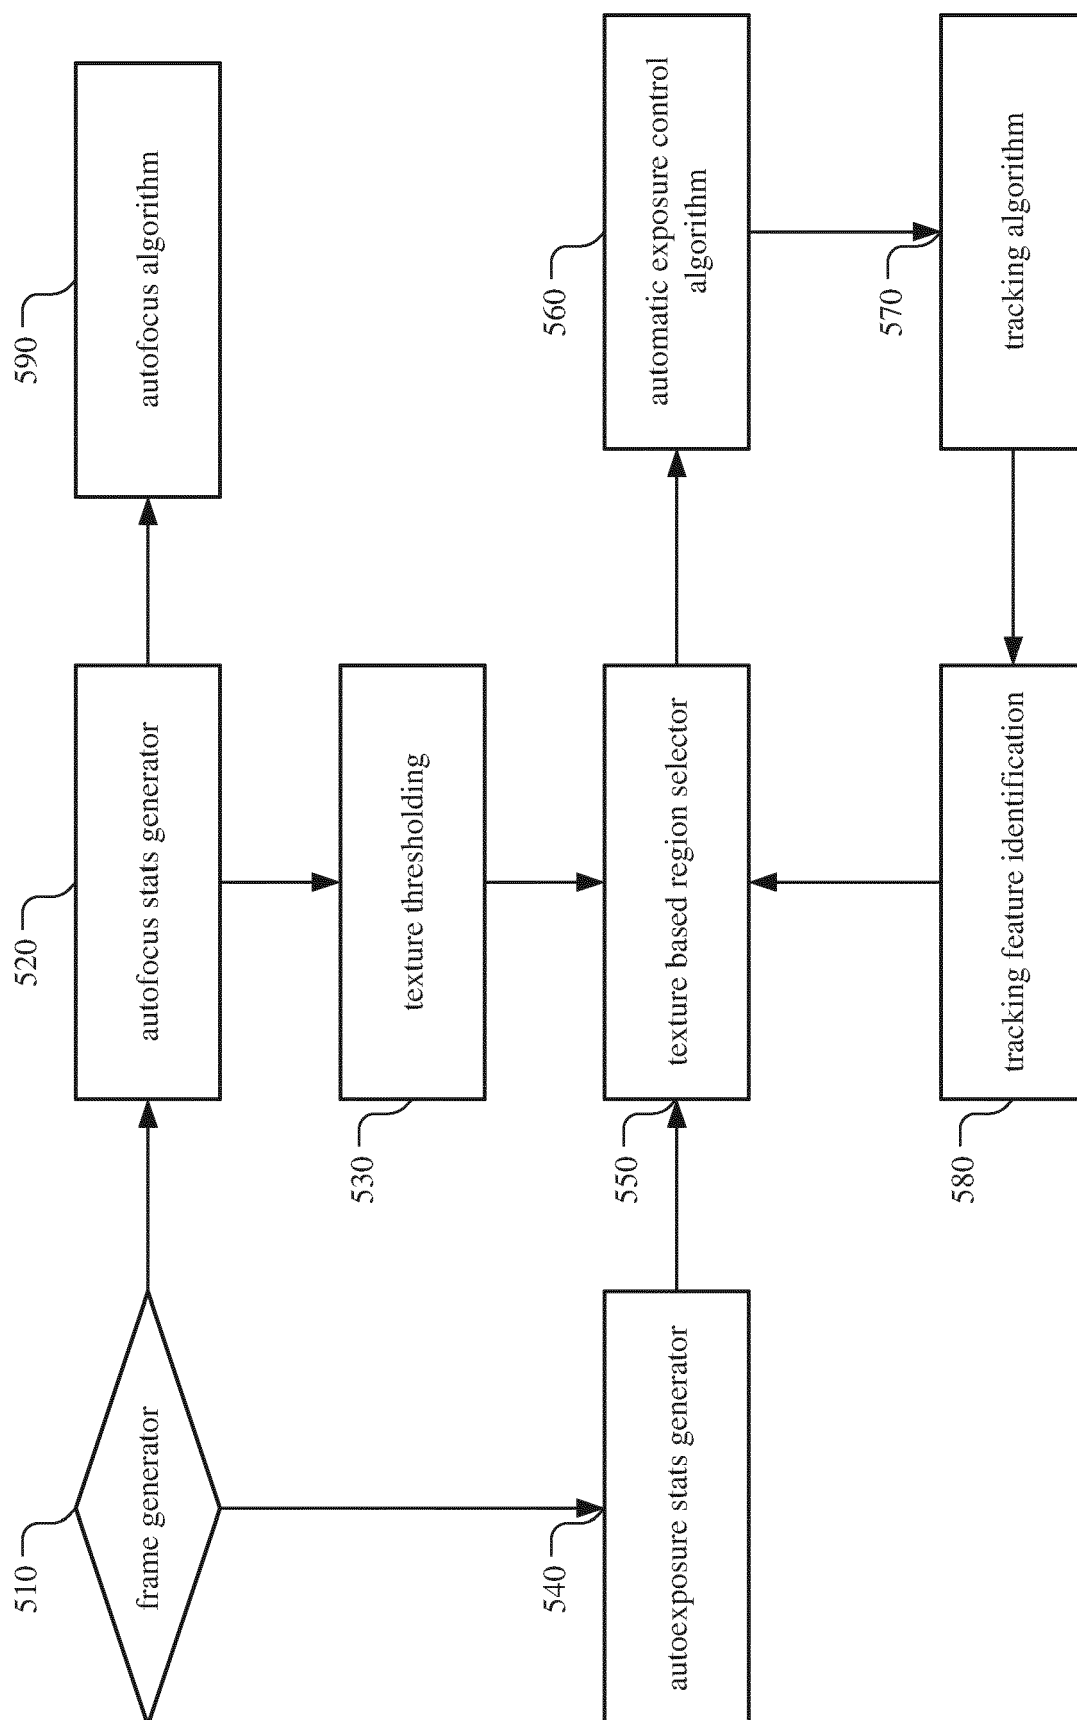 510
frame generator
520
autofocus stats generator
590
autofocus algorithm
530
texture thresholding
540
autoexposure stats generator
550
texture based region selector
560
automatic exposure control
algorithm
570
tracking algorithm
580
tracking feature identification